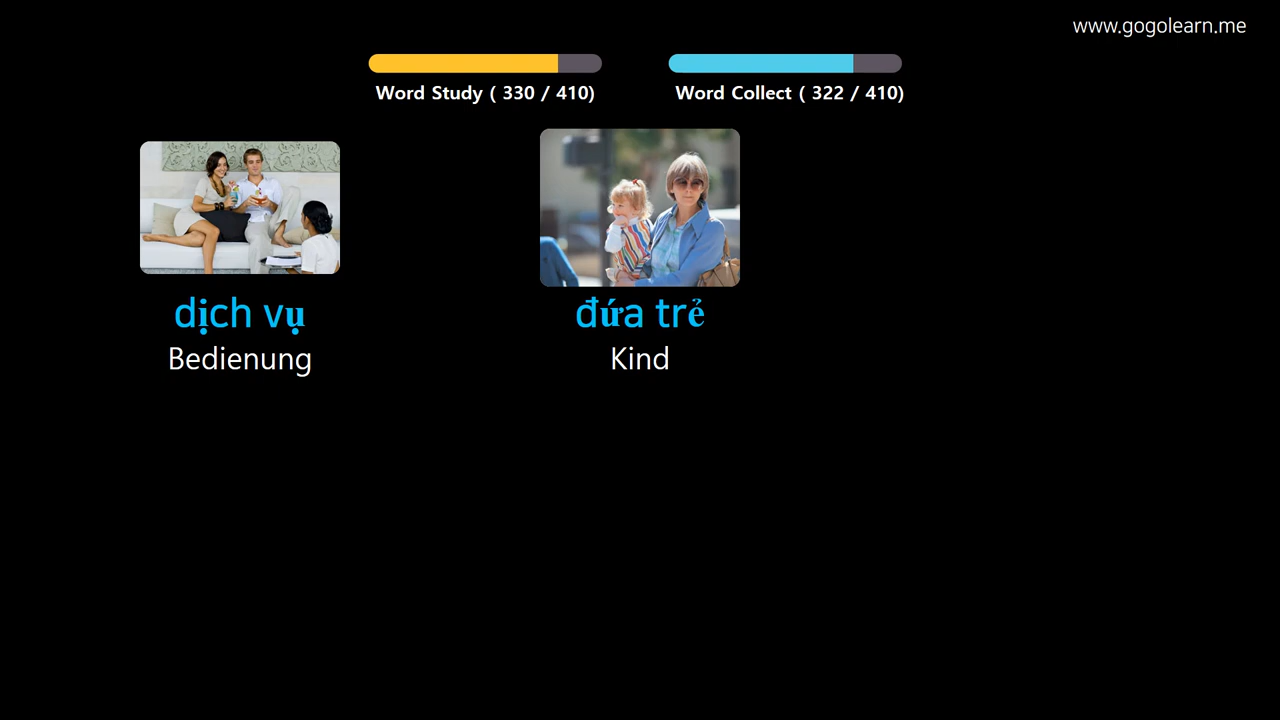 www.gogolearn.me
Word Study ( 330 / 410)
Word Collect ( 322 / 410)
dịch vụ
Bedienung
đứa trẻ
Kind